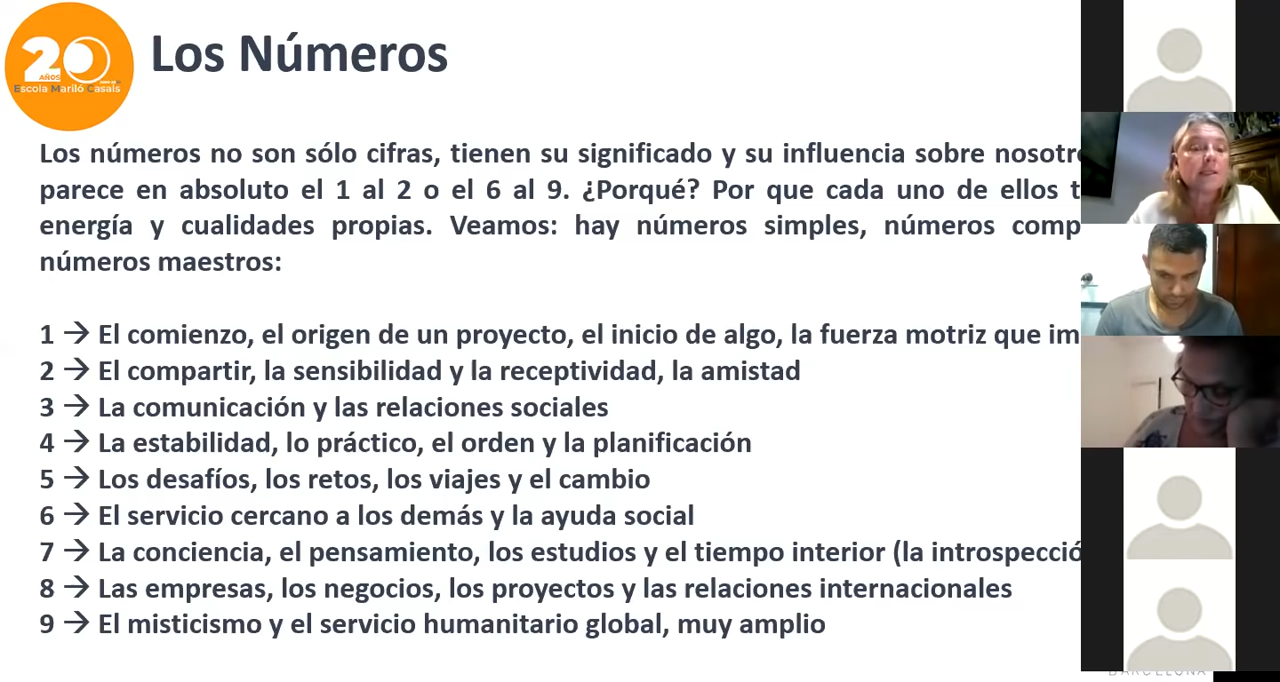 20
AÑOS
Escola Mariló Casals
Los Números
Los números no son sólo cifras, tienen su significado y su influencia sobre
parece en absoluto el 1 al 2 o el 6 al 9. ¿Porqué? Por que cada uno de ellos
energía y cualidades propias. Veamos: hay números simples, números
números maestros:
1 → El comienzo, el origen de un proyecto, el inicio de algo, la fuerza motriz que
2 → El compartir, la sensibilidad y la receptividad, la amistad
3 → La comunicación y las relaciones sociales
4 → La estabilidad, lo práctico, el orden y la planificación
5 → Los desafíos, los retos, los viajes y el cambio
6 → El servicio cercano a los demás y la ayuda social
7 → La conciencia, el pensamiento, los estudios y el tiempo interior (la
8 → Las empresas, los negocios, los proyectos y las relaciones internacionales
9 → El misticismo y el servicio humanitario global, muy amplio
BARCELONA